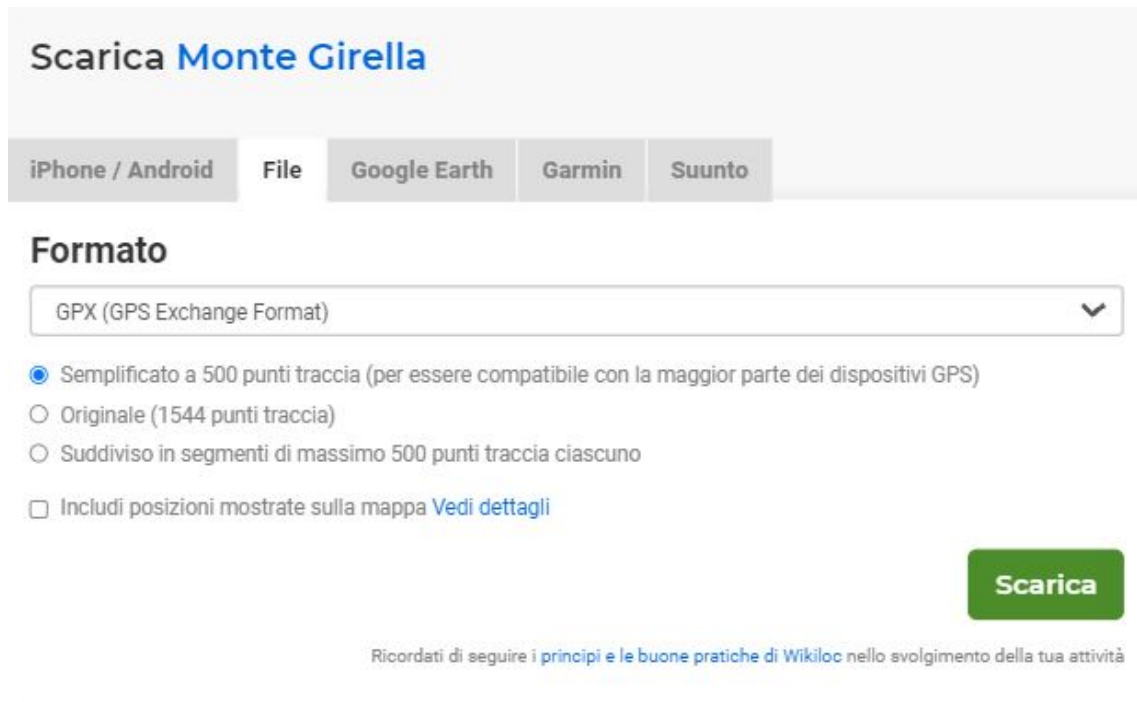 Scarica Monte Girella
iPhone / Android File Google Earth Garmin Suunto
Formato
GPX (GPS Exchange Format)
Semplificato a 500 punti traccia (per essere compatibile con la maggior parte dei dispositivi GPS)
Originale (1544 punti traccia)
Suddiviso in segmenti di massimo 500 punti traccia ciascuno
Includi posizioni mostrate sulla mappa Vedi dettagli
Scarica
Ricordati di seguire i principi e le buone pratiche di Wikiloc nello svolgimento della tua attività